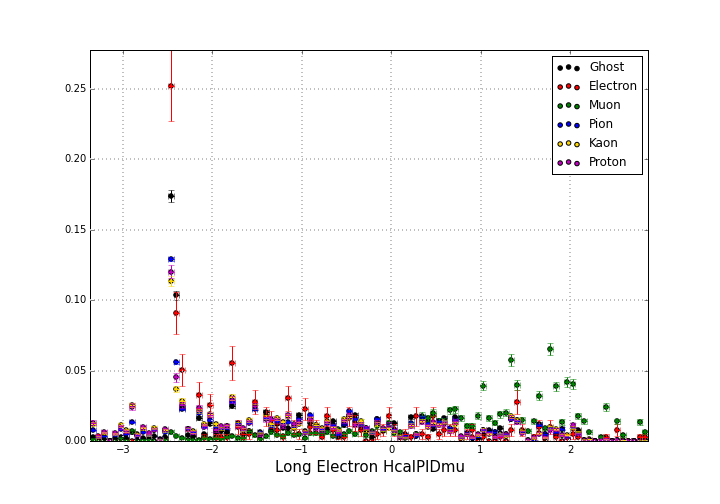 0.25
0.20
0.15
0.10
0.05
0.00
−3 −2 −1 0 1 2
Long Electron HcalPIDmu
Ghost
Electron
Muon
Pion
Kaon
Proton